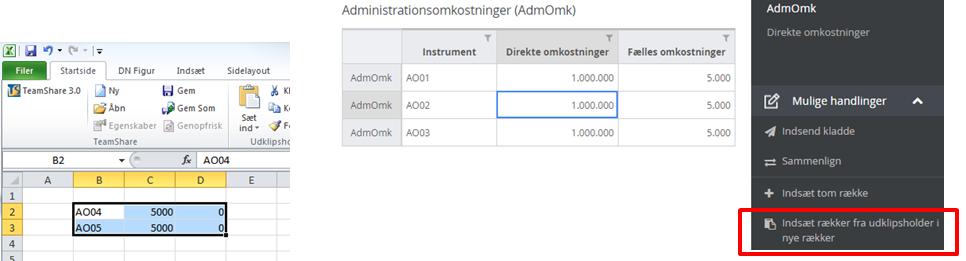 Filer Startside DN Figur Indsæt Sidelayout
TeamShare 3.0 Ny Gem
Åbn Gem Som
Egenskaber Genopfrisk
Sæt
ind
TeamShare Udklipsho
B2 fx AO04
A B C D E
1
2 AO04 5000 0
3 AO05 5000 0
4
5
Administrationsomkostninger (AdmOmk)
Instrument Direkte omkostninger Fælles omkostninger
AdmOmk AO01 1.000.000 5.000
AdmOmk AO02 1.000.000 5.000
AdmOmk AO03 1.000.000 5.000
AdmOmk
Direkte omkostninger
Mulige handlinger
Indsend kladde
Sammenlign
Indsæt tom række
Indsæt rækker fra udklipsholder i
nye rækker